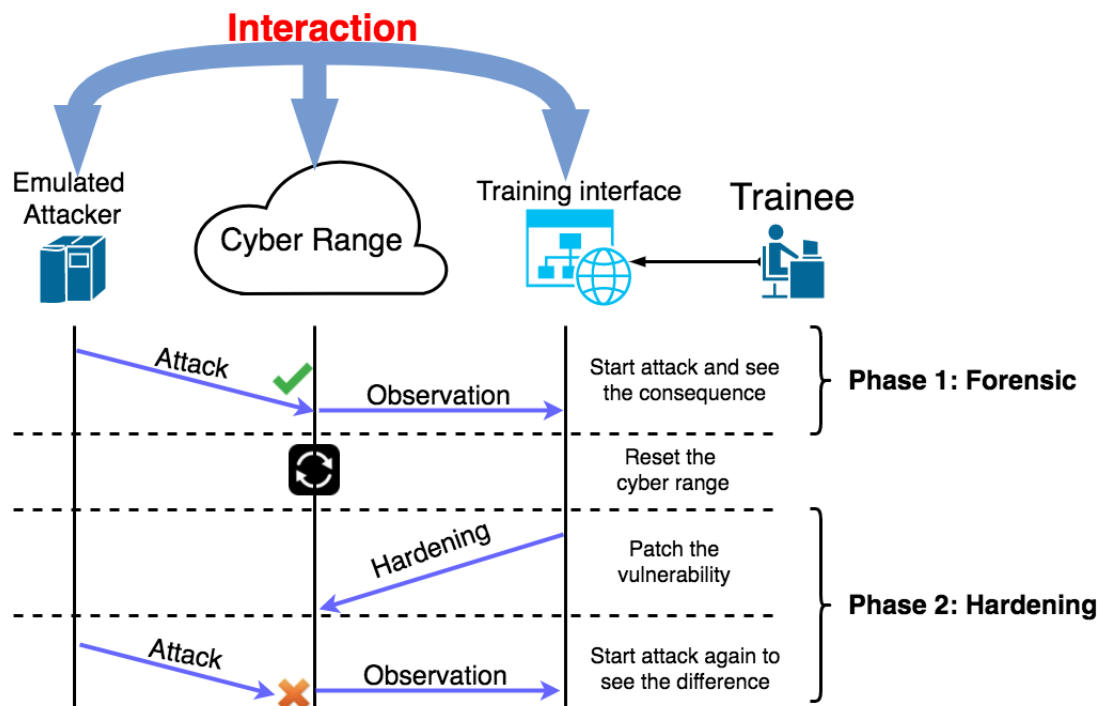 Interaction
Emulated
Attacker
Cyber Range
Training interface
Trainee
Attack
Observation
Start attack and see
the consequence
Phase 1: Forensic
Reset the
cyber range
Hardening
Patch the
vulnerability
Phase 2: Hardening
Attack
Observation
Start attack again to
see the difference